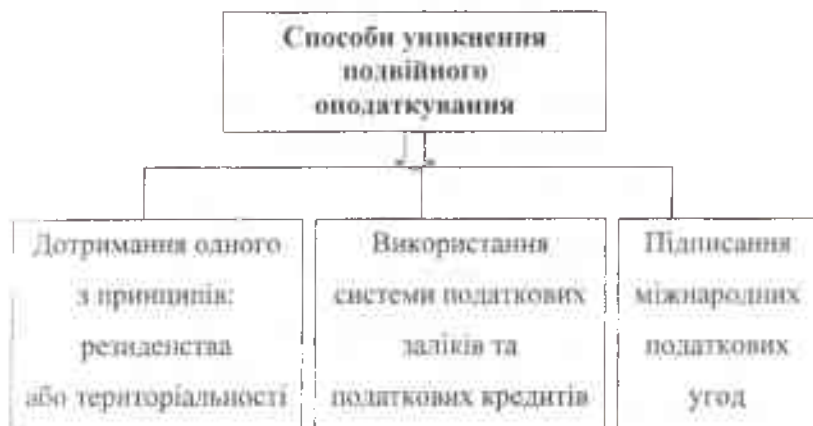 Способи уникнення
подвійного
оподаткування
Дотримання одного
з принципів:
резиденства
або територіальності
Використання
системи податкових
заліків та
податкових кредитів
Підписання
міжнародних
податкових
угод